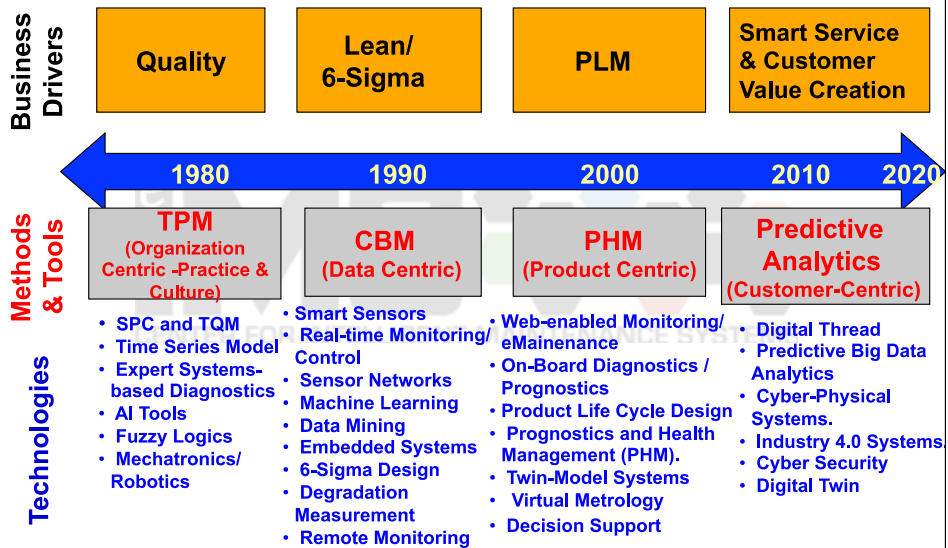 Business
Drivers
Quality
Lean/
6-Sigma
PLM
Smart Service
& Customer
Value Creation
1980
1990
2000
2010
2020
Methods
& Tools
TPM
(Organization
Centric -Practice &
Culture)
CBM
(Data Centric)
PHM
(Product Centric)
Predictive
Analytics
(Customer-Centric)
Technologies
• SPC and TQM
• Time Series Model
• Expert Systems-
based Diagnostics
• AI Tools
• Fuzzy Logics
• Mechatronics/
Robotics
• Smart Sensors
• Real-time Monitoring/
Control
• Sensor Networks
• Machine Learning
• Data Mining
• Embedded Systems
• 6-Sigma Design
• Degradation
Measurement
• Remote Monitoring
• Web-enabled Monitoring/
eMainenance
• On-Board Diagnostics /
Prognostics
• Product Life Cycle Design
• Prognostics and Health
Management (PHM).
• Twin-Model Systems
• Virtual Metrology
• Decision Support
• Digital Thread
• Predictive Big Data
Analytics
• Cyber-Physical
Systems.
• Industry 4.0 Systems.
• Cyber Security
• Digital Twin